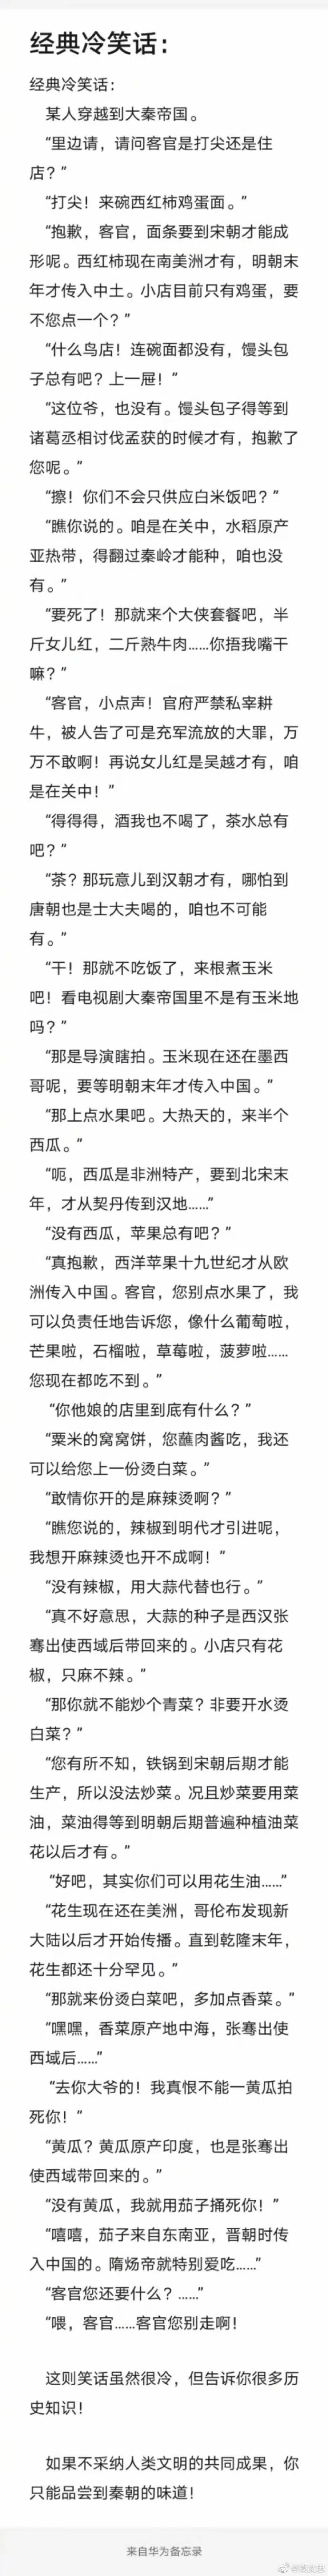 经典冷笑话：
经典冷笑话：
某人穿越到大秦帝国。
“里边请，请问客官是打尖还是住
店？”
“打尖！来碗西红柿鸡蛋面。”
“抱歉，客官，面条要到宋朝才能成
形呢。西红柿现在南美洲才有，明朝末
年才传入中土。小店目前只有鸡蛋，要
不您点一个？”
“什么鸟店！连碗面都没有，馒头包
子总有吧？上一屉！”
“这位爷，也没有。馒头包子得等到
诸葛丞相讨伐孟获的时候才有，抱歉了
您呢。”
“擦！你们不会只供应白米饭吧？”
“瞧你说的。咱是在关中，水稻原产
亚热带，得翻过秦岭才能种，咱也没
有。”
“要死了！那就来个大侠套餐吧，半
斤女儿红，二斤熟牛肉……你捂我嘴干
嘛？”
“客官，小点声！官府严禁私宰耕
牛，被人告了可是充军流放的大罪，万
万不敢啊！再说女儿红是吴越才有，咱
是在关中！”
“得得得，酒我也不喝了，茶水总有
吧？”
“茶？那玩意儿到汉朝才有，哪怕到
唐朝也是士大夫喝的，咱也不可能
有。”
“干！那就不吃饭了，来根煮玉米
吧！看电视剧大秦帝国里不是有玉米地
吗？”
“那是导演瞎拍。玉米现在还在墨西
哥呢，要等明朝末年才传入中国。”
“那上点水果吧。大热天的，来半个
西瓜。”
“呃，西瓜是非洲特产，要到北宋末
年，才从契丹传到汉地……”
“没有西瓜，苹果总有吧？”
“真抱歉，西洋苹果十九世纪才从欧
洲传入中国。客官，您别点水果了，我
可以负责任地告诉您，像什么葡萄啦，
芒果啦，石榴啦，草莓啦，菠萝啦……
您现在都吃不到。”
“你他娘的店里到底有什么？”
“粟米的窝窝饼，您蘸肉酱吃，我还
可以给您上一份烫白菜。”
“敢情你开的是麻辣烫啊？”
“瞧您说的，辣椒到明代才引进呢，
我想开麻辣烫也开不成啊！”
“没有辣椒，用大蒜代替也行。”
“真不好意思，大蒜的种子是西汉张
骞出使西域后带回来的。小店只有花
椒，只麻不辣。”
“那你就不能炒个青菜？非要开水烫
白菜？”
“您有所不知，铁锅到宋朝后期才能
生产，所以没法炒菜。况且炒菜要用菜
油，菜油得等到明朝后期普遍种植油菜
花以后才有。”
“好吧，其实你们可以用花生油……”
“花生现在还在美洲，哥伦布发现新
大陆以后才开始传播。直到乾隆末年，
花生都还十分罕见。”
“那就来份烫白菜吧，多加点香菜。”
“嘿嘿，香菜原产地中海，张骞出使
西域后……”
“去你大爷的！我真恨不能一黄瓜拍
死你！”
“黄瓜？黄瓜原产印度，也是张骞出
使西域带回来的。”
“没有黄瓜，我就用茄子捅死你！”
“嘻嘻，茄子来自东南亚，晋朝时传
入中国的。隋炀帝就特别爱吃……”
“客官您还要什么？……”
“喂，客官……客官您别走啊！
这则笑话虽然很冷，但告诉你很多历
史知识！
如果不采纳人类文明的共同成果，你
只能品尝到秦朝的味道！
来自华为备忘录